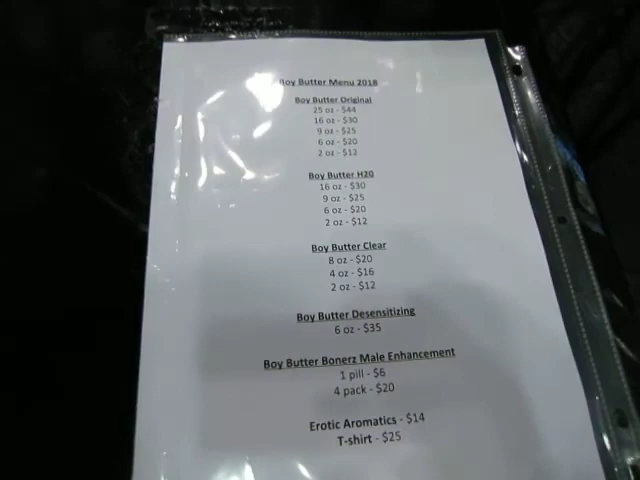 Boy Butter Menu 2018
Boy Butter Original
25 oz - $44
16 oz - $30
9 oz - $25
6 oz - $20
2 oz - $12
Boy Butter H20
16 oz - $30
9 oz - $25
6 oz - $20
2 oz - $12
Boy Butter Clear
8 oz - $20
4 oz - $16
2 oz - $12
Boy Butter Desensitizing
6 oz - $35
Boy Butter Bonerz Male Enhancement
1 pill - $6
4 pack - $20
Erotic Aromatics - $14
T-shirt - $25